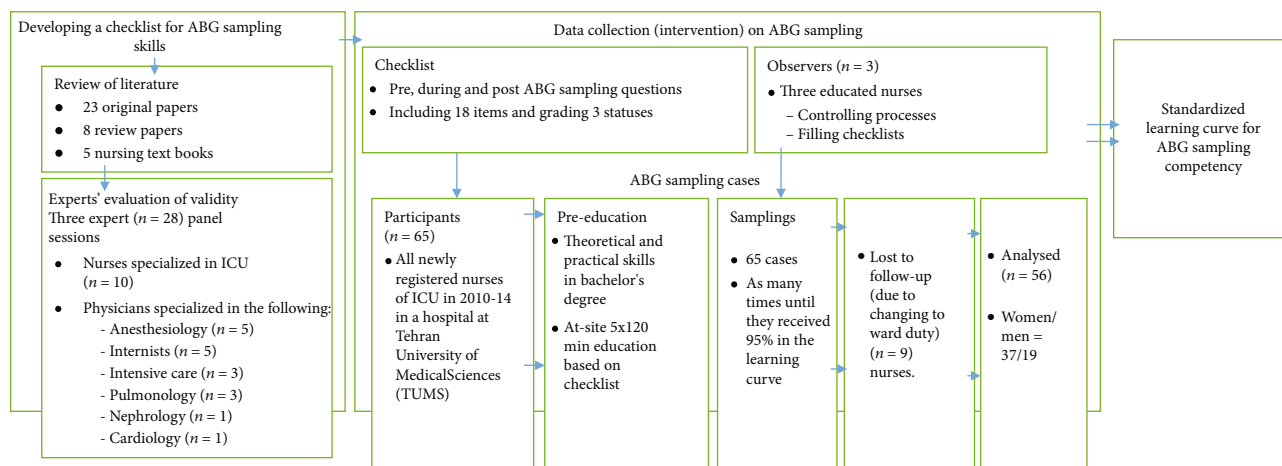 Developing a checklist for ABG sampling
skills
Review of literature
● 23 original papers
● 8 review papers
● 5 nursing text books
Experts' evaluation of validity
Three expert (n = 28) panel
sessions
● Nurses specialized in ICU
(n = 10)
● Physicians specialized in the following:
- Anesthesiology (n = 5)
- Internists (n = 5)
- Intensive care (n = 3)
- Pulmonology (n = 3)
- Nephrology (n = 1)
- Cardiology (n = 1)
Data collection (intervention) on ABG sampling
Checklist
● Pre, during and post ABG sampling questions
● Including 18 items and grading 3 statuses
Observers (n = 3)
● Three educated nurses
– Controlling processes
– Filling checklists
ABG sampling cases
Participants
(n = 65)
● All newly
registered nurses
of ICU in 2010-14
in a hospital at
Tehran
University of
MedicalSciences
(TUMS)
Pre-education
● Theoretical and
practical skills
in bachelor's
degree
● At-site 5x120
min education
based on
checklist
Samplings
● 65 cases
● As many
times until
they received
95% in the
learning
curve
● Lost to
follow-up
(due to
changing to
ward duty)
(n = 9)
nurses.
● Analysed
(n = 56)
● Women/
men =
37/19
Standardized
learning curve for
ABG sampling
competency